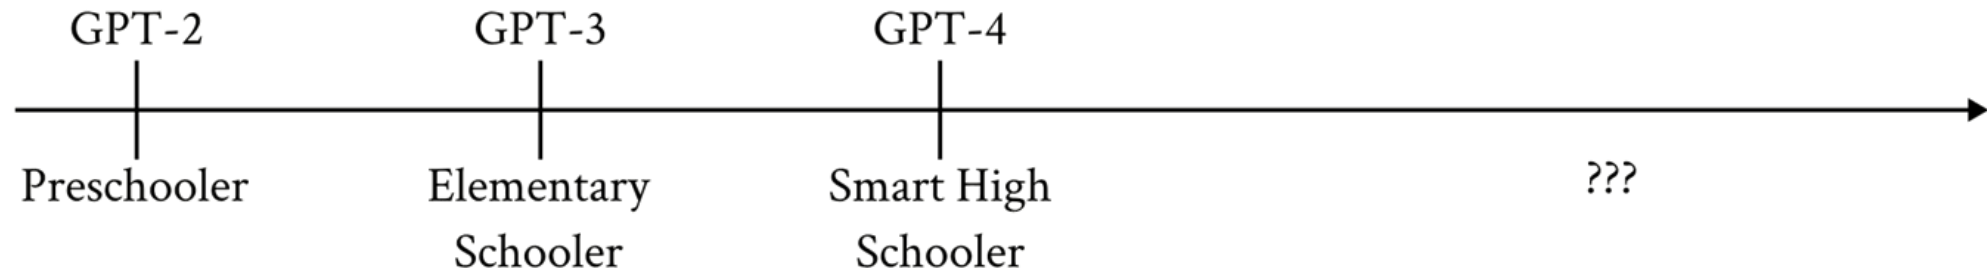 GPT-2 GPT-3 GPT-4
Preschooler Elementary Smart High ???
Schooler Schooler